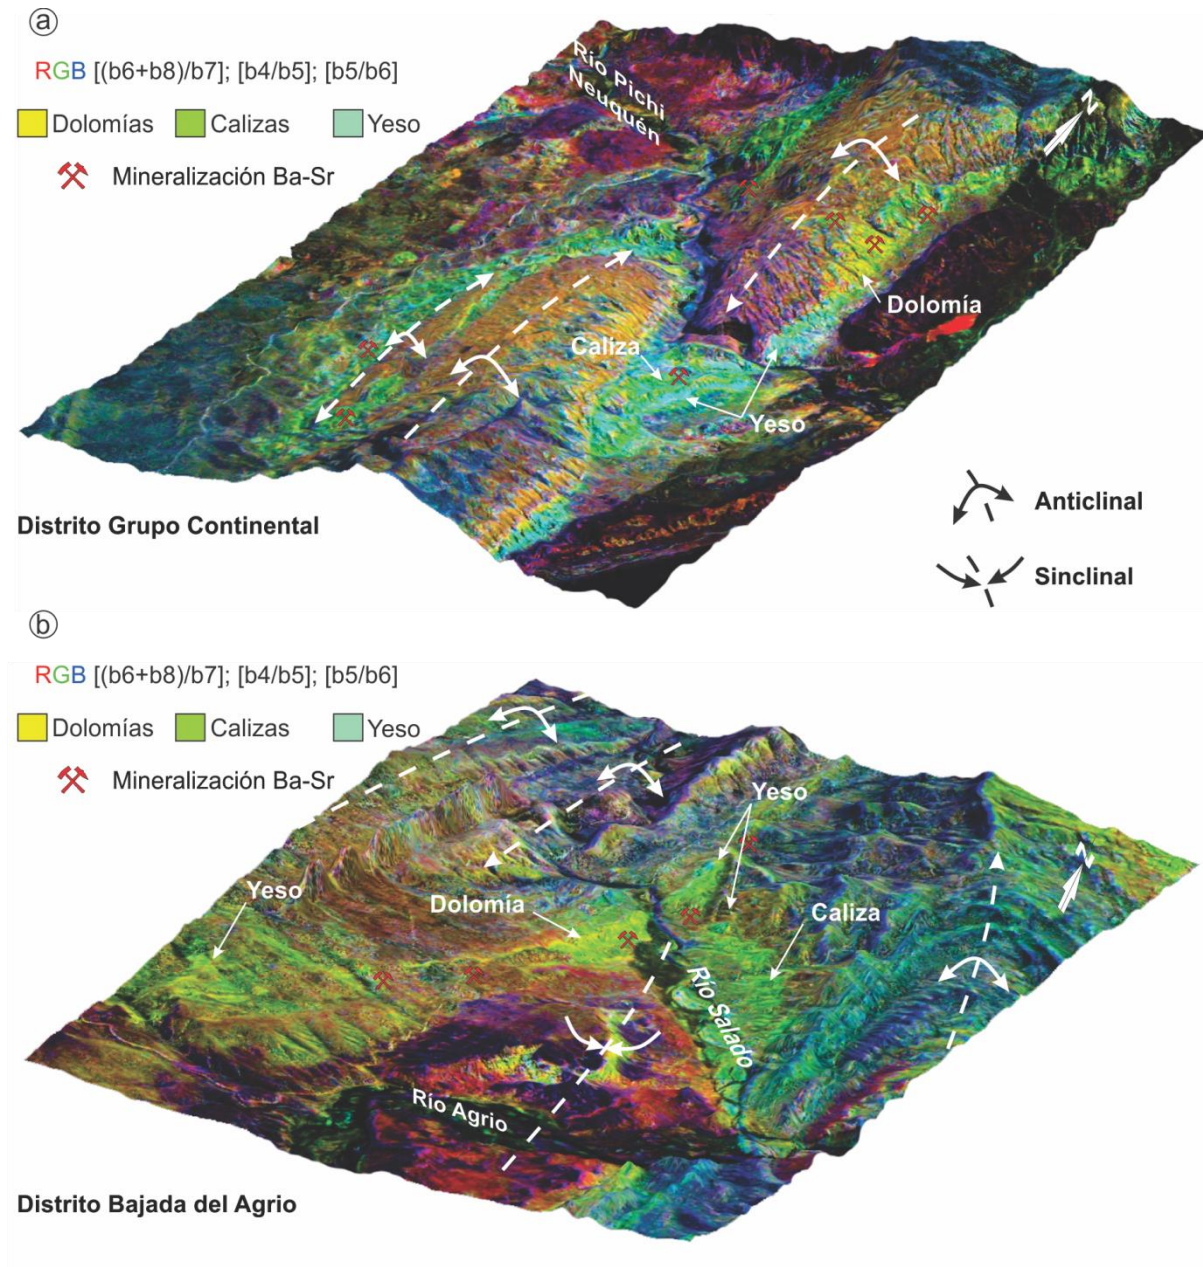 a
RGB [(b6+b8)/b7]; [b4/b5]; [b5/b6]
Dolomías Calizas Yeso
Mineralización Ba-Sr
Río Pichi
Neuquén
N
Dolomía
Caliza
Yeso
Distrito Grupo Continental
Anticlinal
Sinclinal
b
RGB [(b6+b8)/b7]; [b4/b5]; [b5/b6]
Dolomías Calizas Yeso
Mineralización Ba-Sr
Yeso
N
Yeso
Dolomía
Caliza
Río Salado
Río Agrio
Distrito Bajada del Agrio